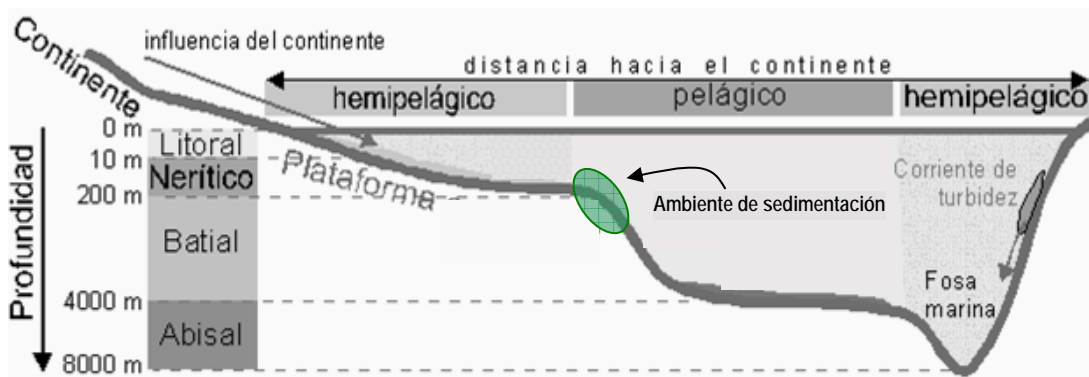 Continente
influencia del continente
distancia hacia el continente
hemipelágico
pelágico
hemipelágico
Profundidad
0 m
Litoral
10 m
Nerítico
200 m
Batial
4000 m
Abisal
8000 m
Plataforma
Ambiente de sedimentación
Corriente de
turbidez
Fosa
marina